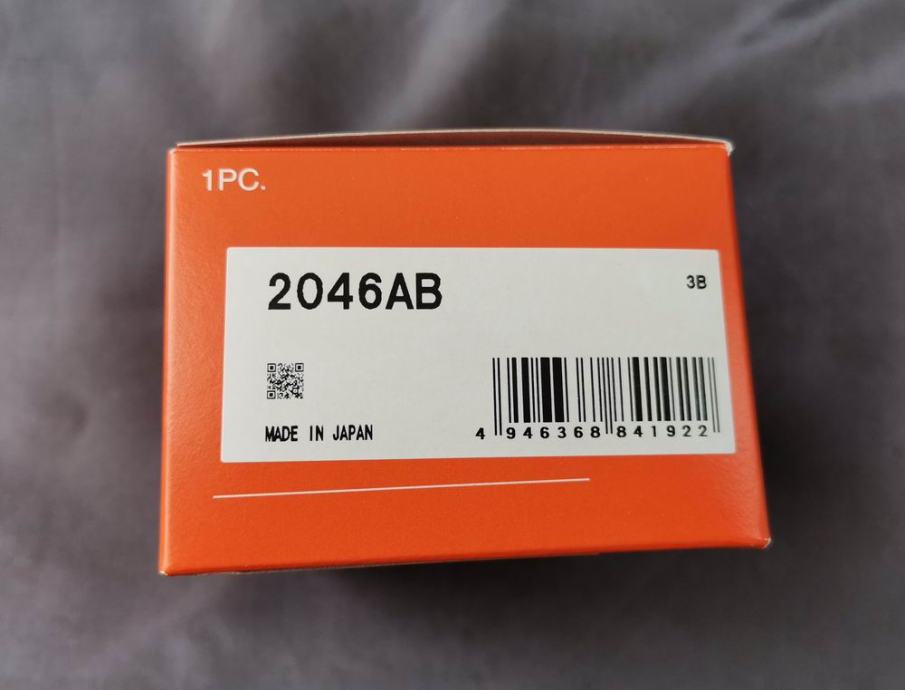 1PC.
2046AB
3B
MADE IN JAPAN
4 946368 841922